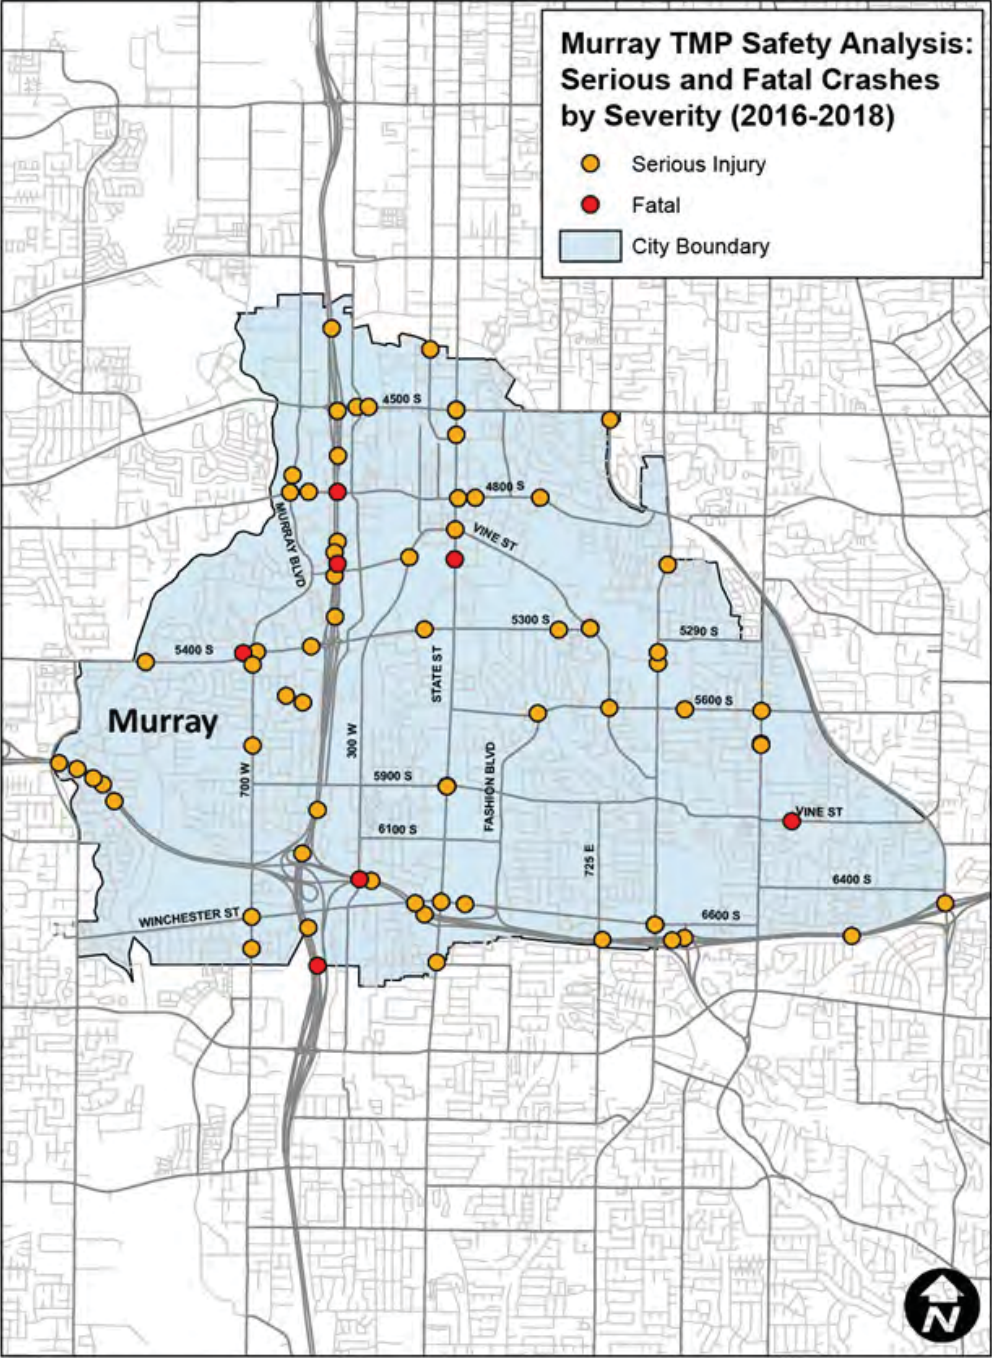 Murray TMP Safety Analysis:
Serious and Fatal Crashes
by Severity (2016-2018)
Serious Injury
Fatal
City Boundary
4500 S
4800 S
MURRAY BLVD
VINE ST
5300 S
5290 S
5400 S
STATE ST
5600 S
Murray
300 W
700 W
5900 S
FASHION BLVD
VINE ST
6100 S
725 E
6400 S
WINCHESTER ST
6600 S
N